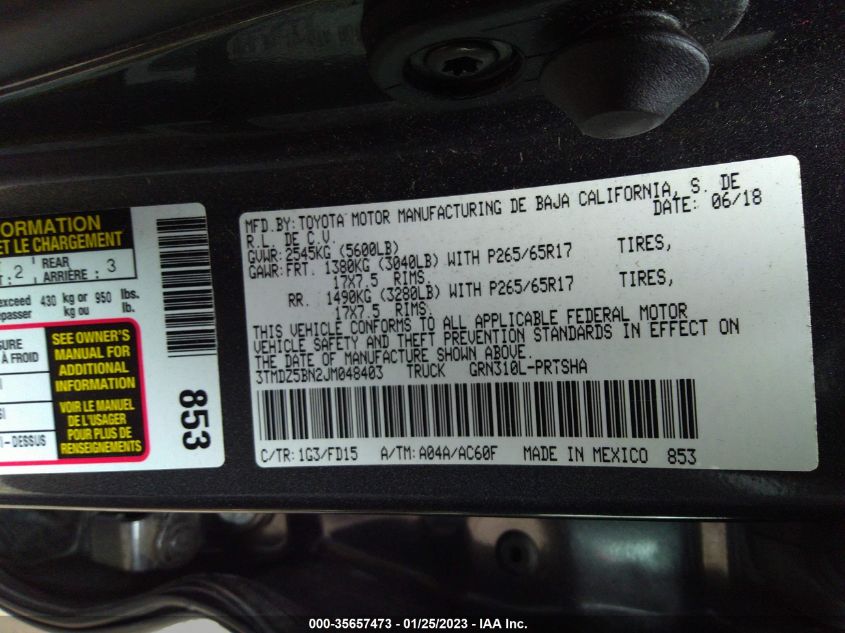 FORMATION
ET LE CHARGEMENT
2 REAR ARRIÈRE : 3
exceed 430 kg or 950 lbs.
kg ou lb.
À FROID
SEE OWNER'S
MANUAL FOR
ADDITIONAL
INFORMATION
VOIR LE MANUEL
DE L'USAGER
POUR PLUS DE
RENSEIGNEMENTS
I-DESSUS
853
MFD.BY:TOYOTA MOTOR MANUFACTURING DE BAJA CALIFORNIA, S. DE
R.L. DE C.V. DATE: 06/18
GVWR: 2545KG (5600LB)
GAWR:FRT. 1380KG (3040LB) WITH P265/65R17 TIRES,
17X7.5 RIMS,
RR. 1490KG (3280LB) WITH P265/65R17 TIRES,
17X7.5 RIMS.
THIS VEHICLE CONFORMS TO ALL APPLICABLE FEDERAL MOTOR
VEHICLE SAFETY AND THEFT PREVENTION STANDARDS IN EFFECT ON
THE DATE OF MANUFACTURE SHOWN ABOVE.
3TMDZ5BN2JM048403 TRUCK GRN310L-PRTSHA
C/TR: 1G3/FD15 A/TM: A04A/AC60F MADE IN MEXICO 853
000-35657473 - 01/25/2023 - IAA Inc.